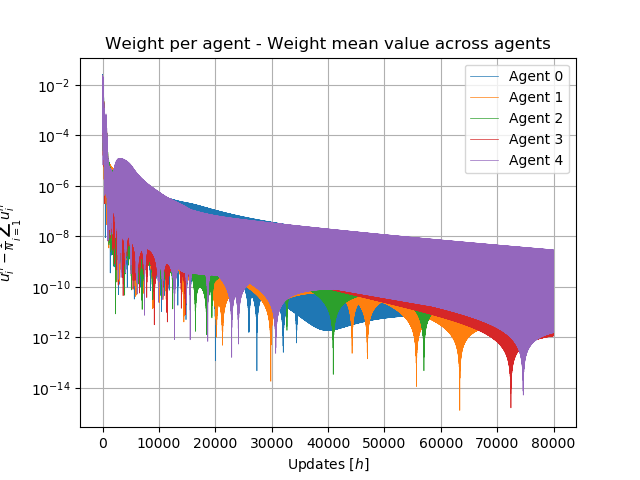 Weight per agent - Weight mean value across agents
Agent 0
Agent 1
Agent 2
Agent 3
Agent 4
10⁻²
10⁻⁴
10⁻⁶
10⁻⁸
10⁻¹⁰
10⁻¹²
10⁻¹⁴
0 10000 20000 30000 40000 50000 60000 70000 80000
Updates [h]